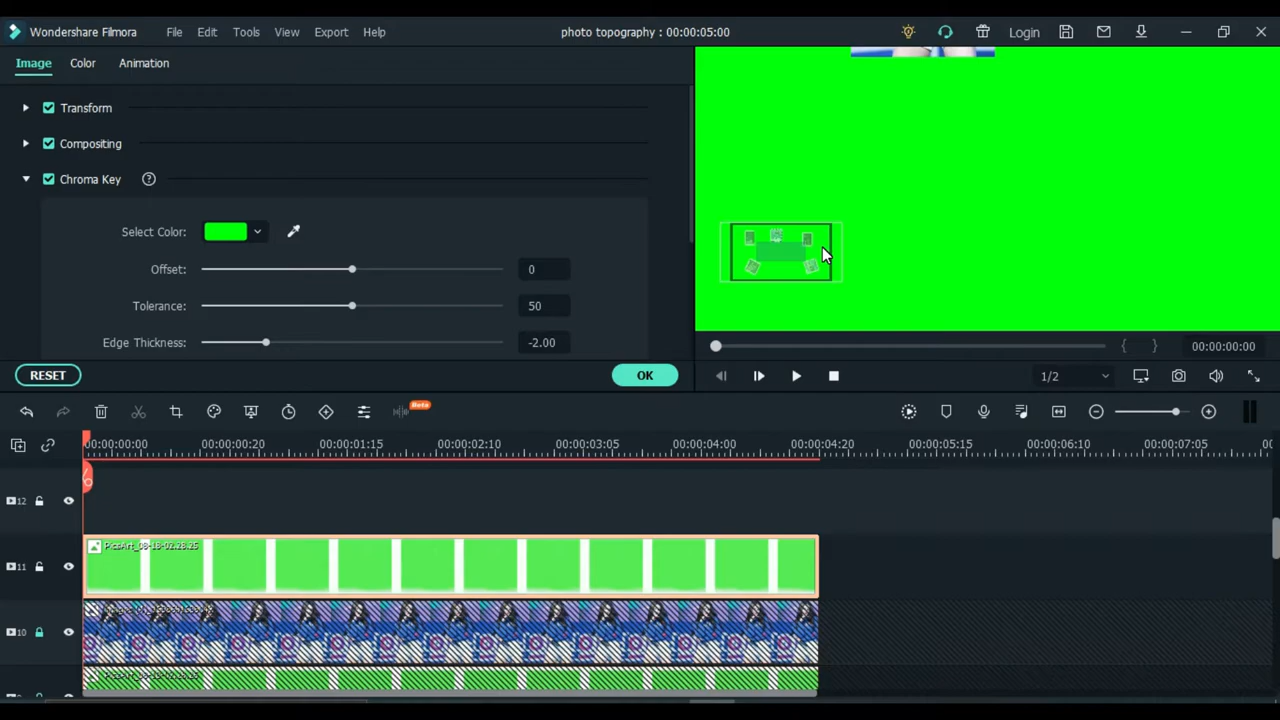 Wondershare Filmora File Edit Tools View Export Help photo topography : 00:00:05:00 Login
Image Color Animation
Transform
Compositing
Chroma Key ?
Select Color:
Offset: 0
Tolerance: 50
Edge Thickness: -2.00
RESET OK
00:00:00:00
1/2
Beta
00:00:00:00 00:00:00:20 00:00:01:15 00:00:02:10 00:00:03:05 00:00:04:00 00:00:04:20 00:00:05:15 00:00:06:10 00:00:07:05
12
11
10